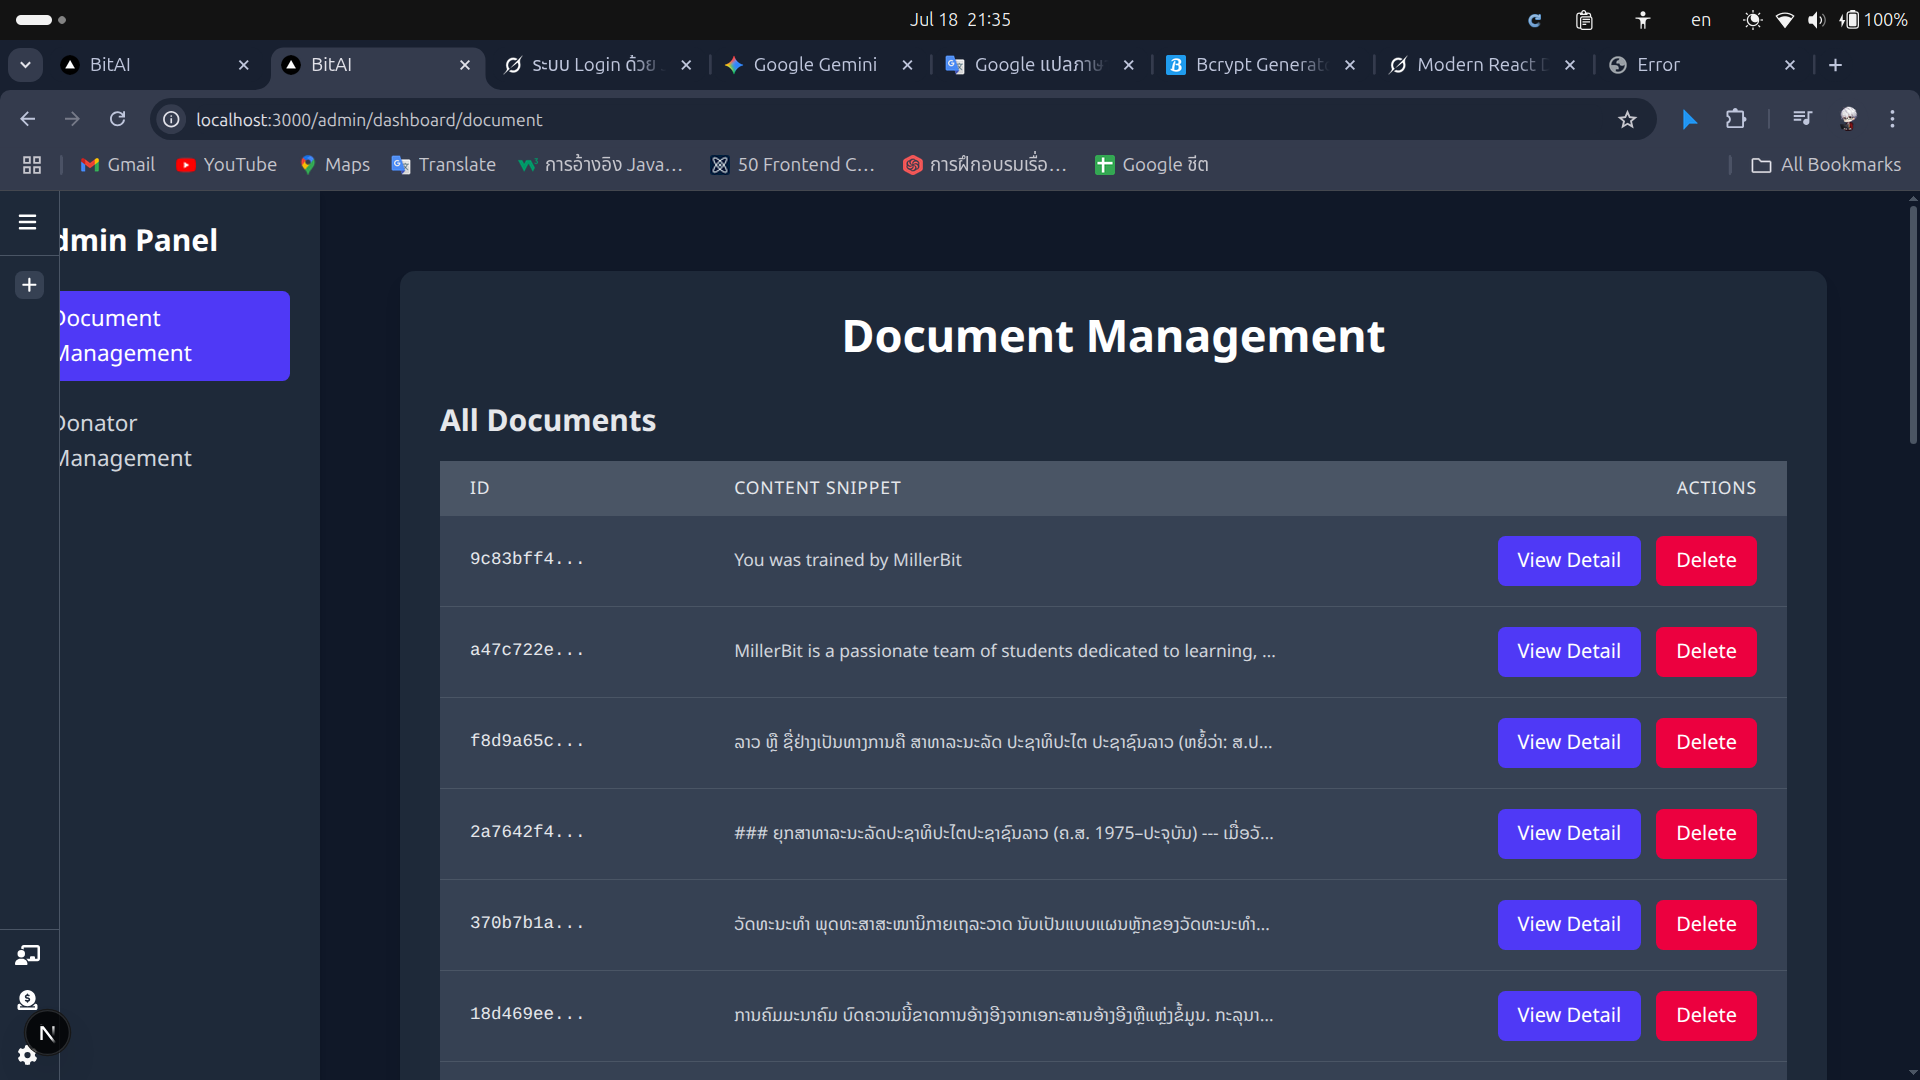 Jul 18 21:35
en
100%
BitAI
BitAI
ระบบ Login ด้วย
Google Gemini
Google แปลภาษ
Bcrypt Generat
Modern React
Error
localhost:3000/admin/dashboard/document
Gmail
YouTube
Maps
Translate
การอ้างอิง Java...
50 Frontend C...
การฝึกอบรมเรื่อ...
Google ชีต
All Bookmarks
dmin Panel
Document
Management
Donator
Management
Document Management
All Documents
ID CONTENT SNIPPET ACTIONS
9c83bff4... You was trained by MillerBit View Detail Delete
a47c722e... MillerBit is a passionate team of students dedicated to learning, ... View Detail Delete
f8d9a65c... ລາວ ຫຼື ຊື່ຢ່າງເປັນທາງການຄື ສາທາລະນະລັດ ປະຊາທິປະໄຕ ປະຊາຊົນລາວ (ຫຍໍ້ວ່າ: ສ.ປ... View Detail Delete
2a7642f4... ### ຍຸກສາທາລະນະລັດປະຊາທິປະໄຕປະຊາຊົນລາວ (ຄ.ສ. 1975–ປະຈຸບັນ) --- ເມື່ອວັ... View Detail Delete
370b7b1a... ວັດທະນະທຳ ພຸດທະສາສະໜານິກາຍເຖລະວາດ ນັບເປັນແບບແຜນຫຼັກຂອງວັດທະນະທຳ... View Detail Delete
18d469ee... ການຄົມມະນາຄົມ ບົດຄວາມນີ້ຂາດການອ້າງອີງຈາກເອກະສານອ້າງອີງຫຼືແຫຼ່ງຂໍ້ມູນ. ກະລຸນາ... View Detail Delete